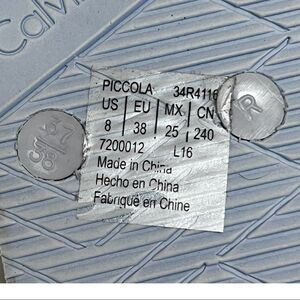 Calvin
PICCOLA 34R4116
US | EU | MX | CN
8 | 38 | 25 | 240
7200012 L16
Made in China
Hecho en China
Fabriqué en Chine
37
38
R